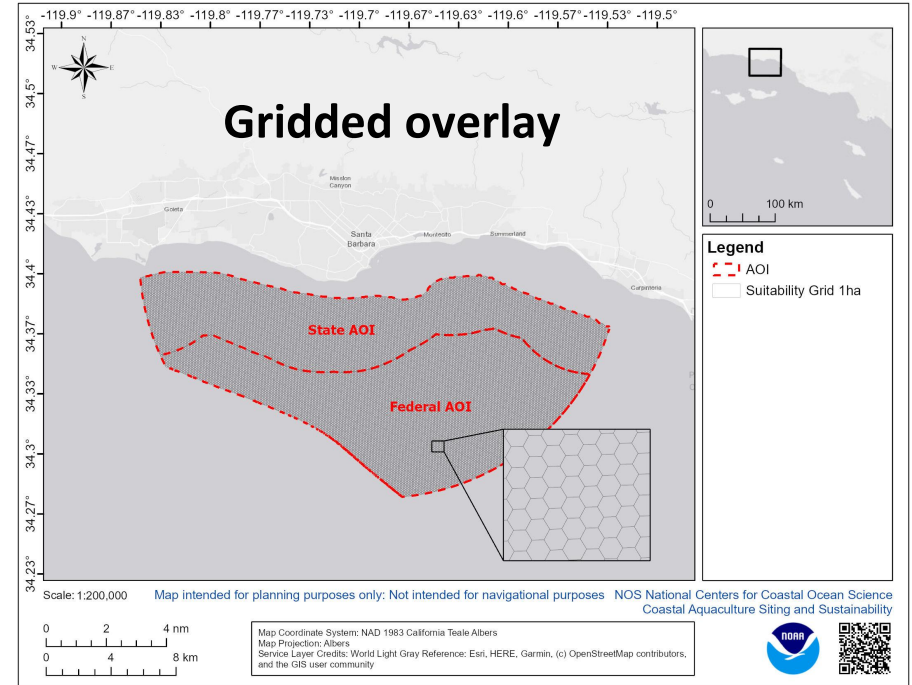 -119.9° -119.87° -119.83° -119.8° -119.77° -119.73° -119.7° -119.67° -119.63° -119.6° -119.57° -119.53° -119.5°
34.53°
34.5°
34.47°
34.43°
34.4°
34.37°
34.33°
34.3°
34.27°
34.23°
N
W E
S
Gridded overlay
Mission
Canyon
Goleta
Santa
Barbara
Montecito
Summerland
Carpinteria
State AOI
Federal AOI
0 100 km
Legend
AOI
Suitability Grid 1ha
Scale: 1:200,000
Map intended for planning purposes only: Not intended for navigational purposes
NOS National Centers for Coastal Ocean Science
Coastal Aquaculture Siting and Sustainability
0 2 4 nm
0 4 8 km
Map Coordinate System: NAD 1983 California Teale Albers
Map Projection: Albers
Service Layer Credits: World Light Gray Reference: Esri, HERE, Garmin, (c) OpenStreetMap contributors,
and the GIS user community
NOAA